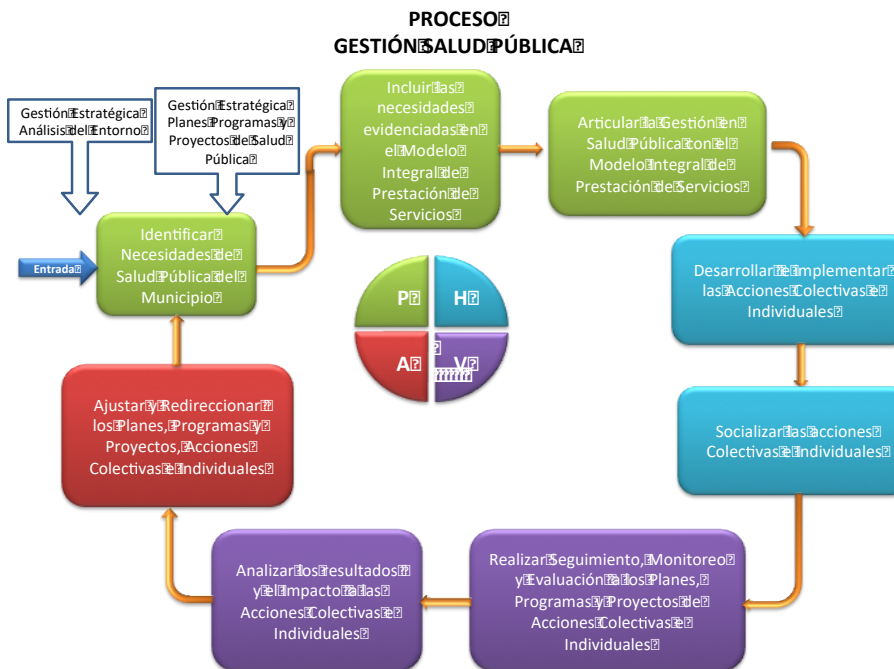 PROCESO
GESTIÓN SALUD PÚBLICA
Gestión Estratégica
Análisis del Entorno
Gestión Estratégica
Planes Programas y
Proyectos de Salud
Pública
Incluir las
necesidades
evidenciadas en
el Modelo
Integral de
Prestación de
Servicios
Articular la Gestión en
Salud Pública con el
Modelo Integral de
Prestación de Servicios
Entrada
Identificar
Necesidades de
Salud Pública del
Municipio
Desarrollar e Implementar
las Acciones Colectivas e
Individuales
P
H
A
V
Ajustar y Redireccionar
los Planes, Programas y
Proyectos, Acciones
Colectivas e Individuales
Socializar las acciones
Colectivas e Individuales
Analizar los resultados
y el Impacto a las
Acciones Colectivas e
Individuales
Realizar Seguimiento, Monitoreo
y Evaluación a los Planes,
Programas y Proyectos de
Acciones Colectivas e
Individuales